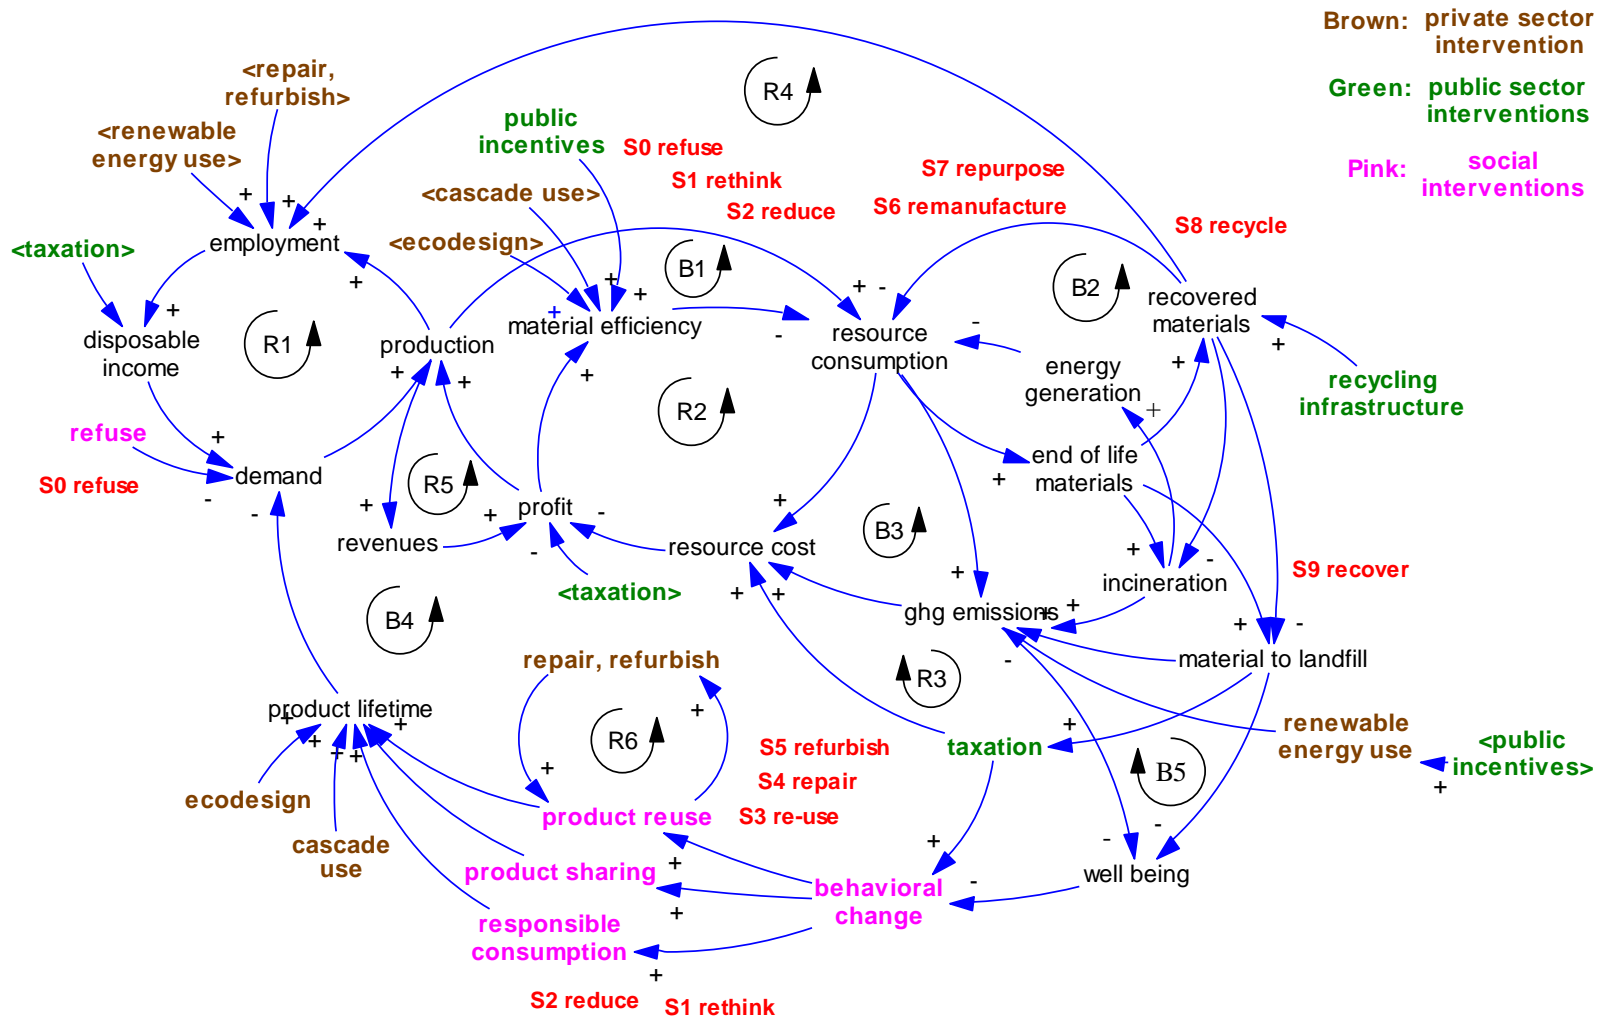 Brown: private sector
intervention
Green: public sector
interventions
Pink: social
interventions
<repair,
refurbish>
<renewable
energy use>
R4
public
incentives
S0 refuse
S1 rethink
S2 reduce
S7 repurpose
S6 remanufacture
S8 recycle
<cascade use>
<ecodesign>
employment
<taxation>
B1
B2
recovered
materials
disposable
income
R1
production
material efficiency
resource
consumption
energy
generation
recycling
infrastructure
R2
refuse
S0 refuse
demand
end of life
materials
R5
profit
revenues
resource cost
B3
incineration
S9 recover
<taxation>
ghg emissions
B4
repair, refurbish
R3
material to landfill
product lifetime
R6
S5 refurbish
S4 repair
S3 re-use
taxation
renewable
energy use
<public
incentives>
B5
ecodesign
product reuse
cascade
use
product sharing
behavioral
change
well being
responsible
consumption
S2 reduce
S1 rethink